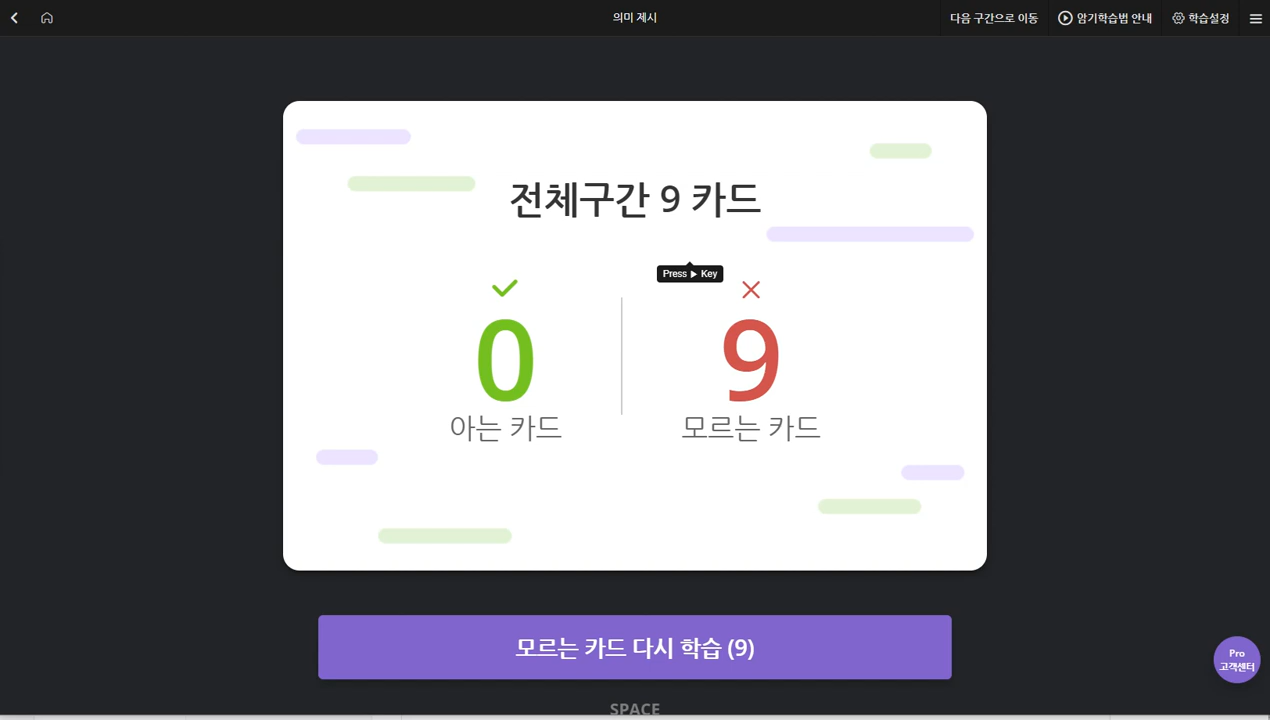 의미 제시
다음 구간으로 이동
암기학습법 안내
학습설정
전체구간 9 카드
Press ▶ Key
0
아는 카드
9
모르는 카드
모르는 카드 다시 학습 (9)
SPACE
Pro
고객센터